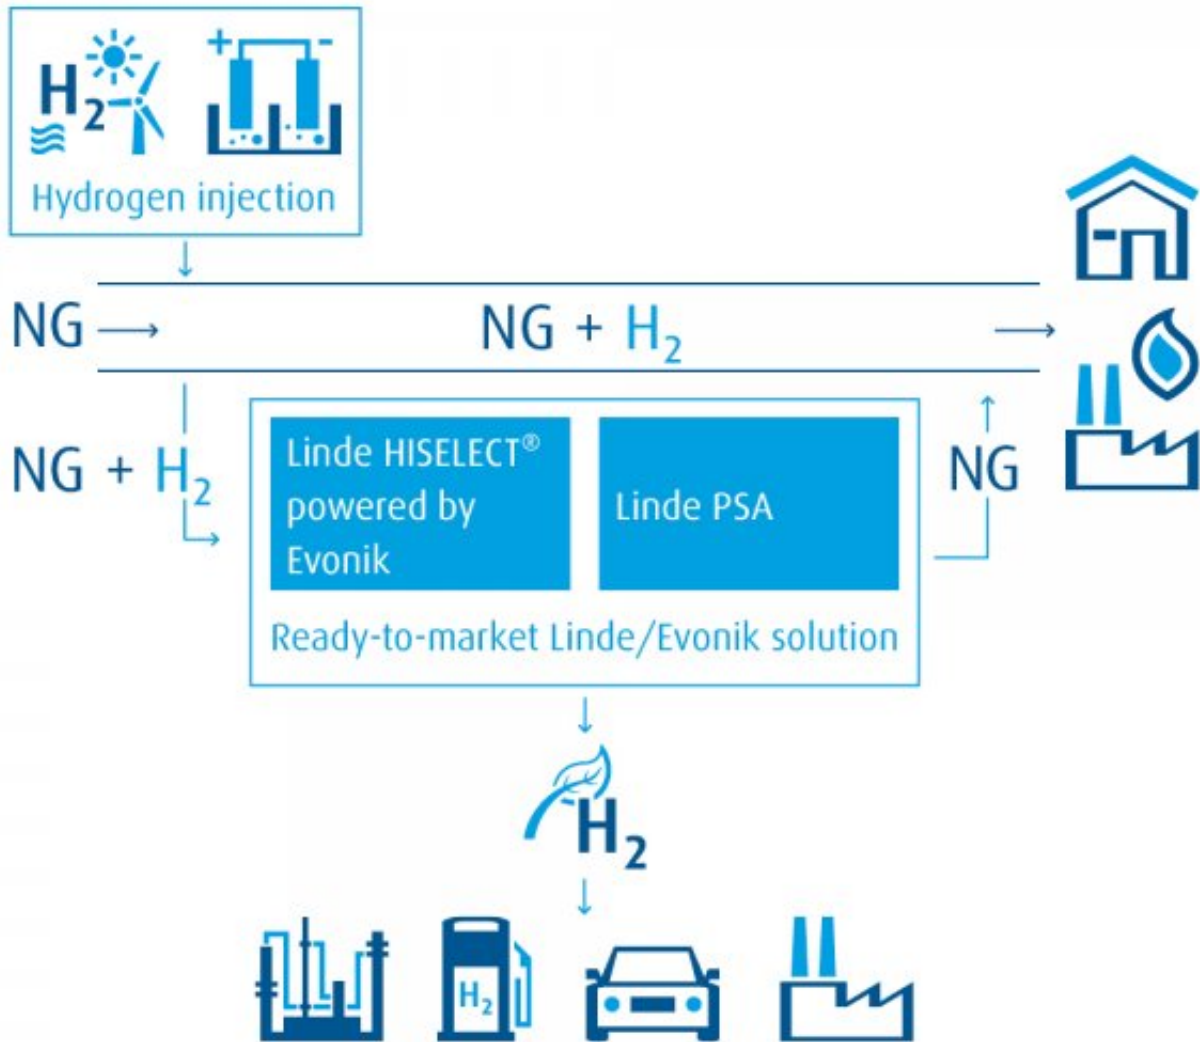 H₂
+ -
Hydrogen injection
NG
NG + H₂
NG + H₂
Linde HISELECT®
powered by
Evonik
Linde PSA
NG
Ready-to-market Linde/Evonik solution
H₂
H₂